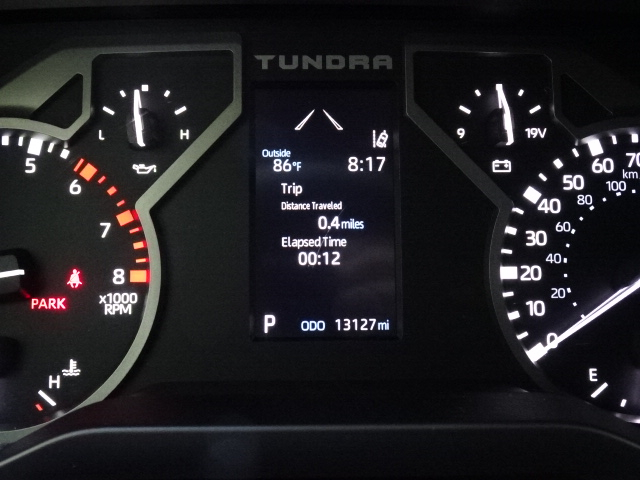 TUNDRA
L H
9 19V
Outside
86°F 8:17
Trip
Distance Traveled
0.4 miles
Elapsed Time
00:12
P ODO 13127 mi
5
6
7
8
x1000
RPM
PARK
H
70
60
50
40
30
20
10
0
km
100
80
60
40
20
E